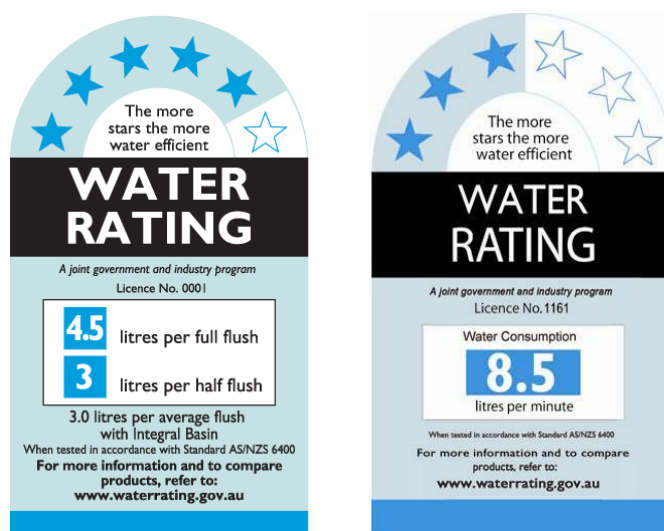 The more
stars the more
water efficient
WATER
RATING
A joint government and industry program
Licence No. 0001
4.5 litres per full flush
3 litres per half flush
3.0 litres per average flush
with Integral Basin
When tested in accordance with Standard AS/NZS 6400
For more information and to compare
products, refer to:
www.waterrating.gov.au
The more
stars the more
water efficient
WATER
RATING
A joint government and industry program
Licence No.1161
Water Consumption
8.5
litres per minute
When tested in accordance with Standard AS/NZS 6400
For more information and to compare
products, refer to:
www.waterrating.gov.au